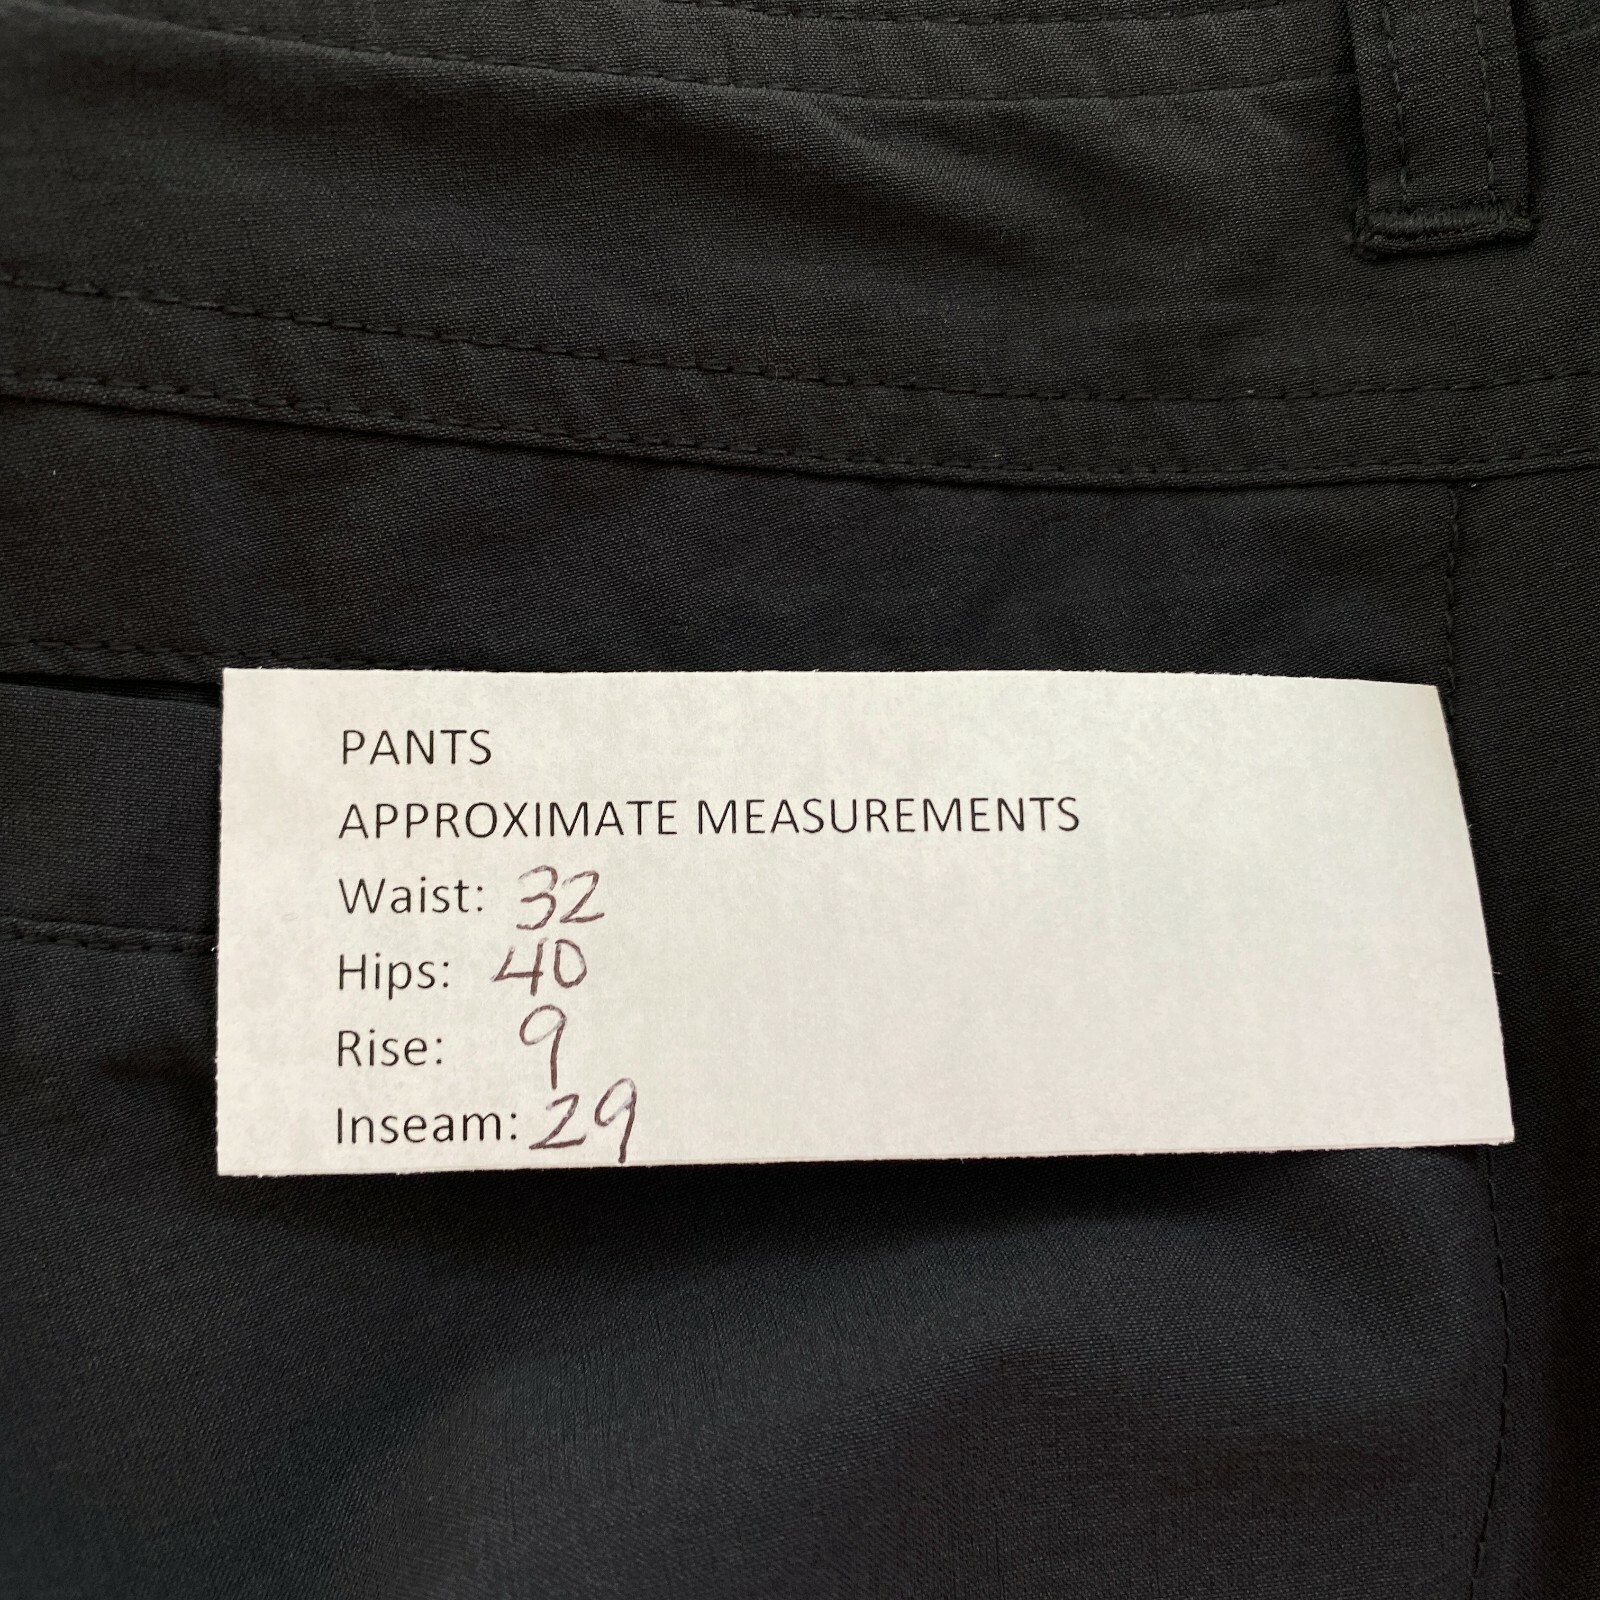 PANTS
APPROXIMATE MEASUREMENTS
Waist: 32
Hips: 40
Rise: 9
Inseam: 29